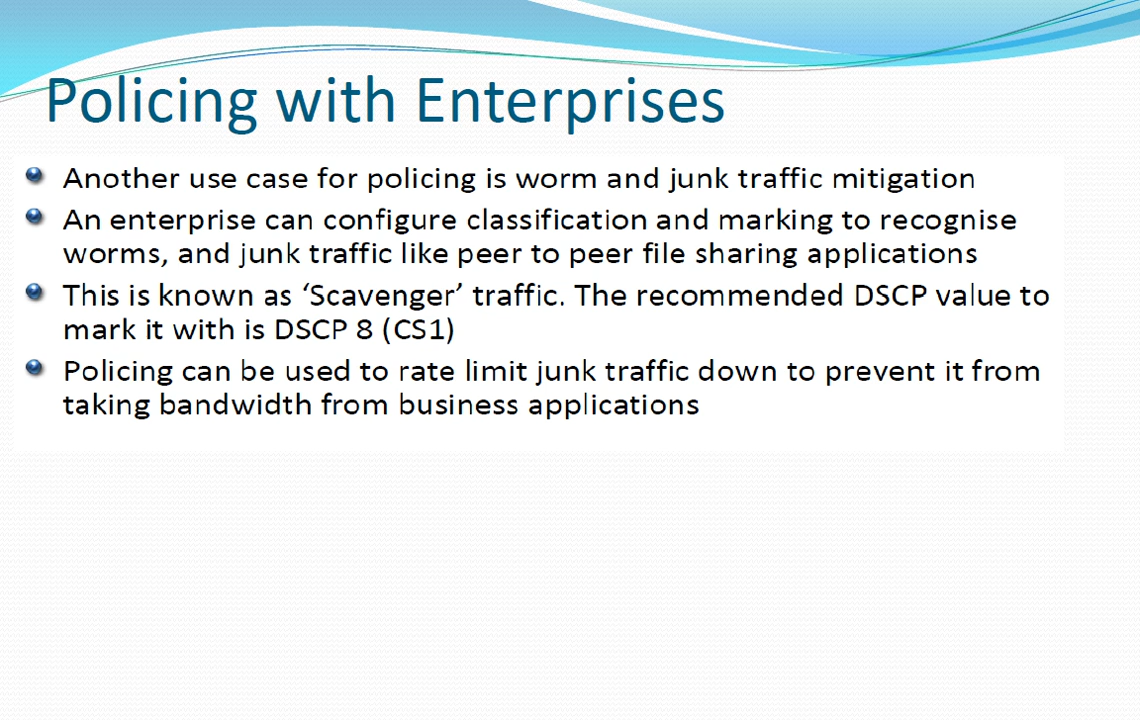 Policing with Enterprises
Another use case for policing is worm and junk traffic mitigation
An enterprise can configure classification and marking to recognise
worms, and junk traffic like peer to peer file sharing applications
This is known as ‘Scavenger’ traffic. The recommended DSCP value to
mark it with is DSCP 8 (CS1)
Policing can be used to rate limit junk traffic down to prevent it from
taking bandwidth from business applications